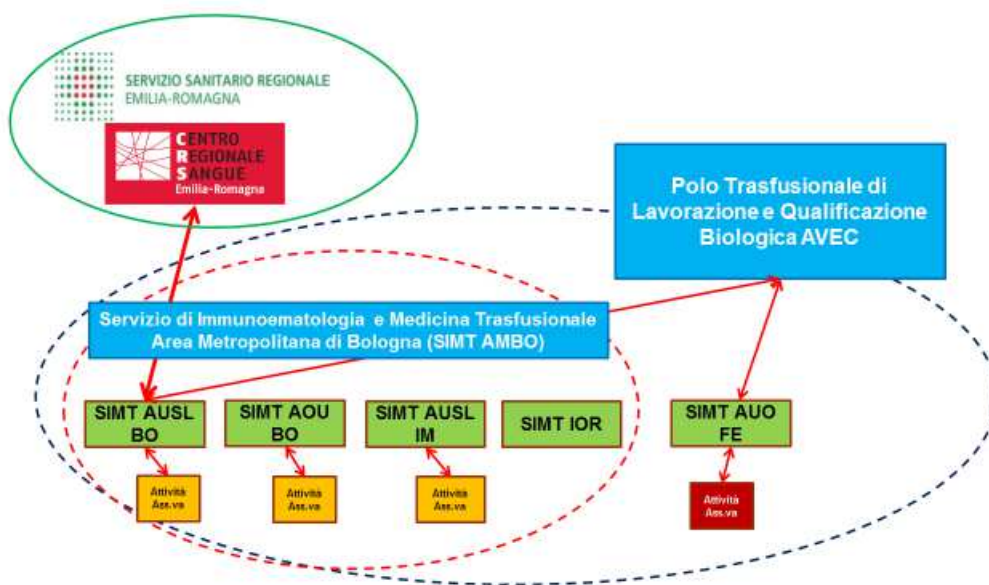 SERVIZIO SANITARIO REGIONALE
EMILIA-ROMAGNA
CENTRO
REGIONALE
SANGUE
Emilia-Romagna
Polo Trasfusionale di
Lavorazione e Qualificazione
Biologica AVEC
Servizio di Immunoematologia e Medicina Trasfusionale
Area Metropolitana di Bologna (SIMT AMBO)
SIMT AUSL
BO
SIMT AOU
BO
SIMT AUSL
IM
SIMT IOR
SIMT AUO
FE
Attività
Ass.va
Attività
Ass.va
Attività
Ass.va
Attività
Ass.va